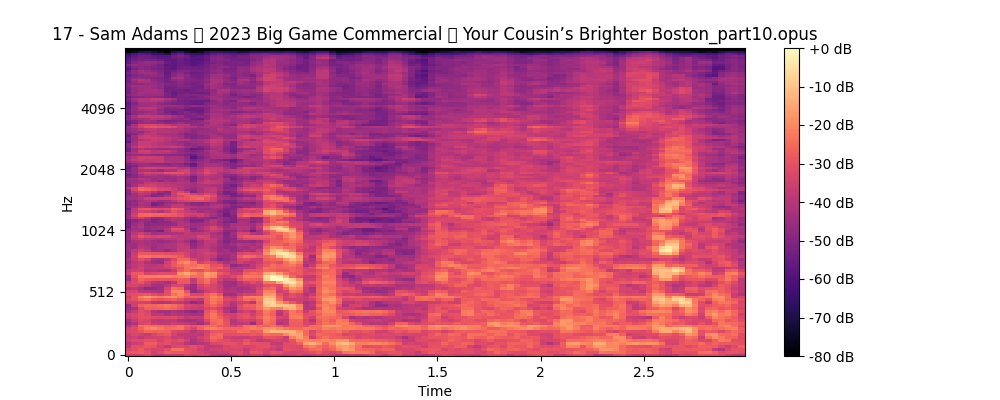 17 - Sam Adams ▯ 2023 Big Game Commercial ▯ Your Cousin’s Brighter Boston_part10.opus
+0 dB
-10 dB
-20 dB
-30 dB
-40 dB
-50 dB
-60 dB
-70 dB
-80 dB
4096
2048
1024
512
0
Hz
0
0.5
1
1.5
2
2.5
Time